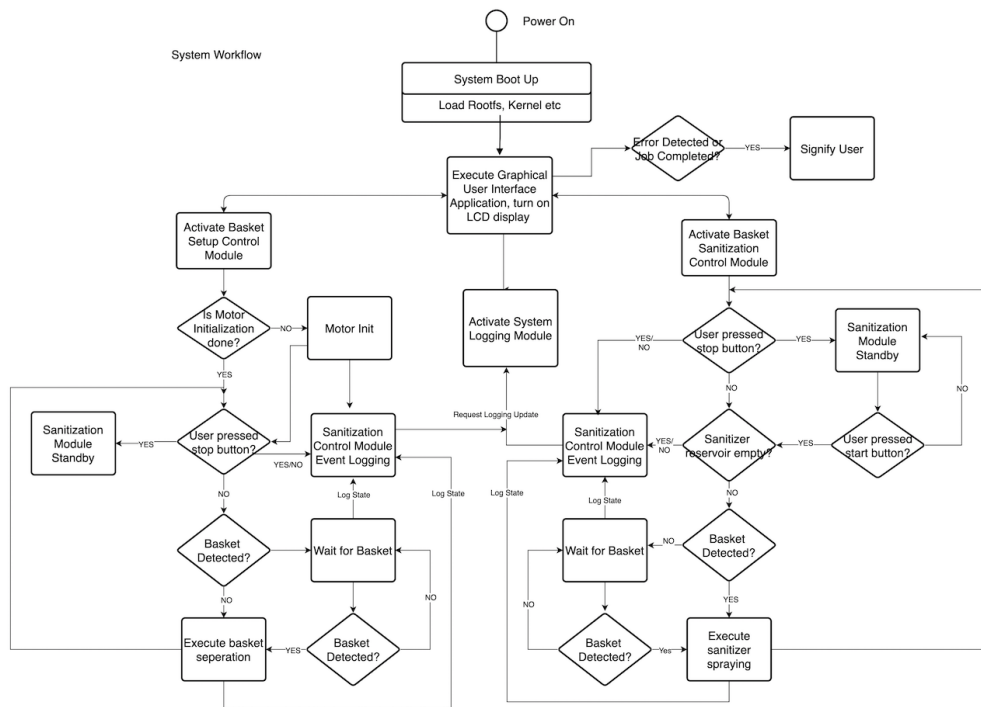 Power On
System Workflow
System Boot Up
Load Rootfs, Kernel etc
Error Detected or
Job Completed?
YES
Signify User
Execute Graphical
User Interface
Application, turn on
LCD display
Activate Basket
Setup Control
Module
Activate Basket
Sanitization
Control Module
Is Motor
Initialization
done?
NO
Motor Init
YES
Activate System
Logging Module
User pressed
stop button?
YES
Sanitization
Module
Standby
YES/
NO
NO
NO
Request Logging Update
Sanitization
Module
Standby
YES
User pressed
stop button?
YES/NO
Sanitization
Control Module
Event Logging
Sanitization
Control Module
Event Logging
YES/
NO
Sanitizer
reservoir empty?
YES
User pressed
start button?
NO
Log State
Log State
Log State
Log State
NO
Basket
Detected?
Wait for Basket
Wait for Basket
NO
Basket
Detected?
NO
NO
NO
YES
Execute basket
seperation
YES
Basket
Detected?
Basket
Detected?
Yes
Execute
sanitizer
spraying